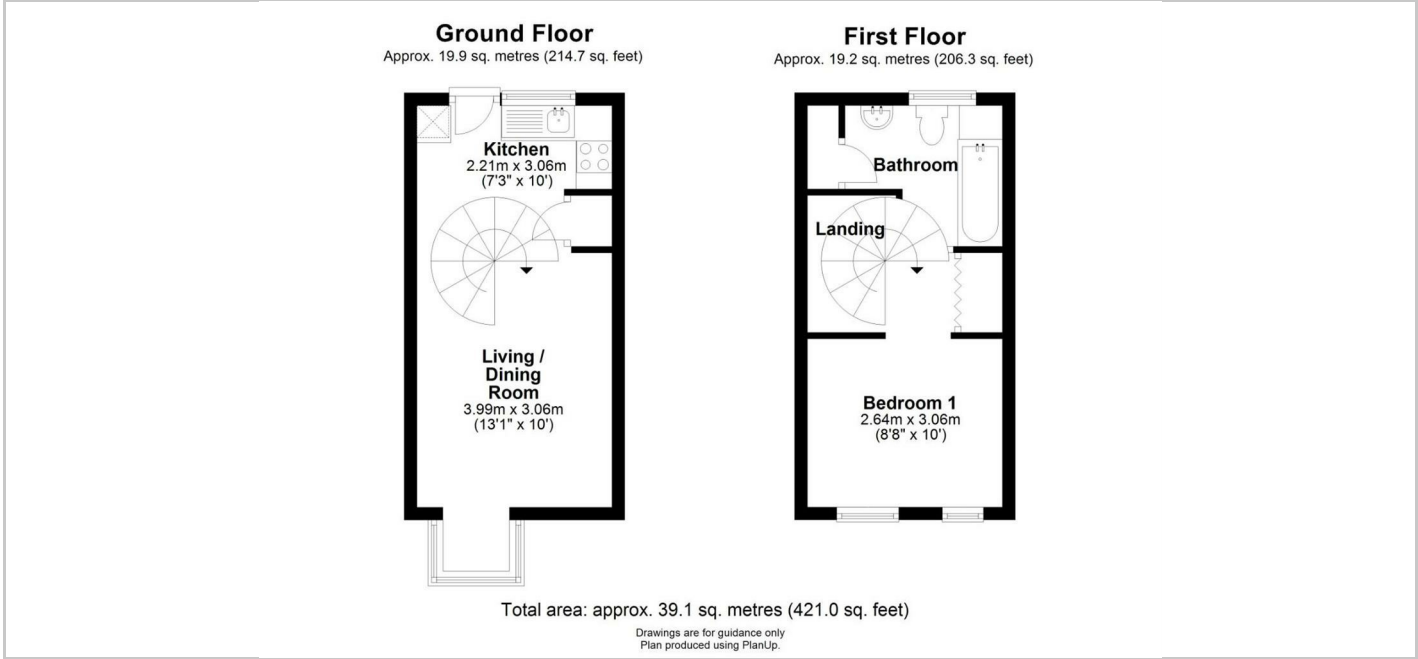 Ground Floor
Approx. 19.9 sq. metres (214.7 sq. feet)
Kitchen
2.21m x 3.06m
(7'3" x 10')
Living /
Dining
Room
3.99m x 3.06m
(13'1" x 10')
First Floor
Approx. 19.2 sq. metres (206.3 sq. feet)
Bathroom
Landing
Bedroom 1
2.64m x 3.06m
(8'8" x 10')
Total area: approx. 39.1 sq. metres (421.0 sq. feet)
Drawings are for guidance only
Plan produced using PlanUp.